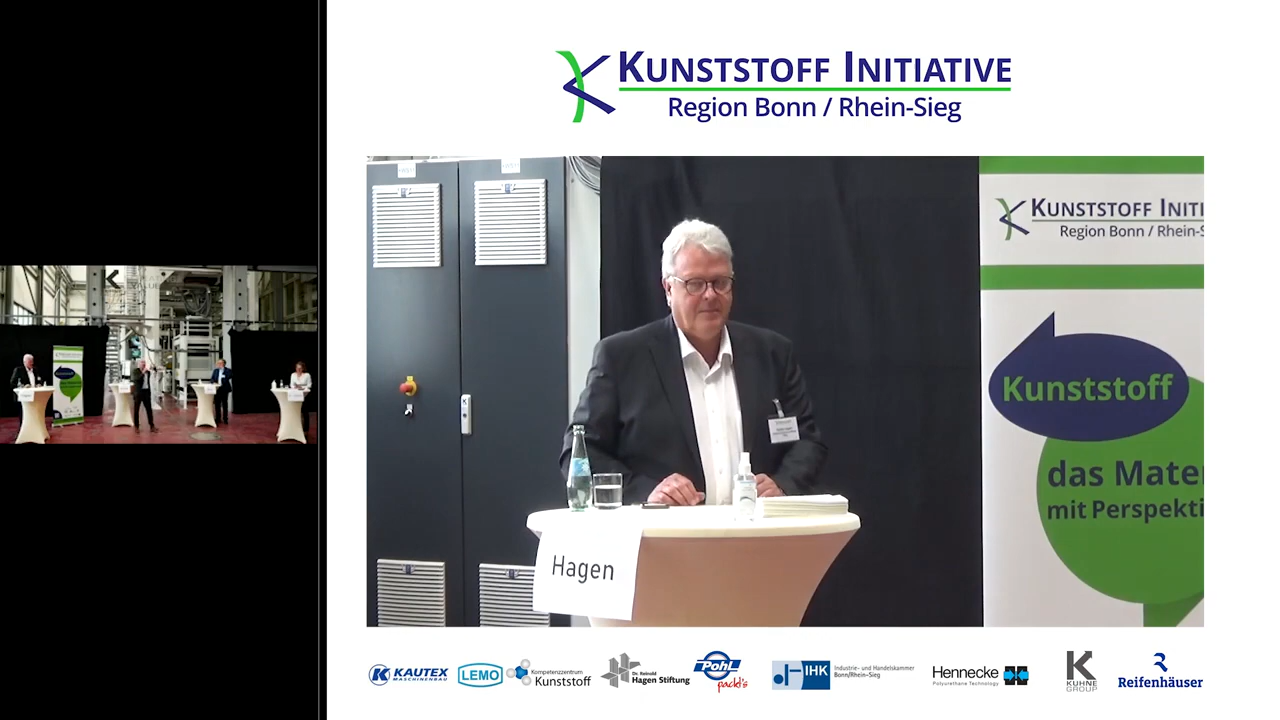 KUNSTSTOFF INITIATIVE
Region Bonn / Rhein-Sieg
KUNSTSTOFF INITI
Region Bonn / Rhein-S
Kunststoff
das Mate
mit Perspekti
Hagen
KAUTEX
MASCHINENBAU
LEMO
Kompetenzzentrum
Kunststoff
Dr. Reinold
Hagen Stiftung
Pohl
packt's
IHK
Industrie- und Handelskammer
Bonn/Rhein-Sieg
Hennecke
Polyurethane Technology
KUHNE
GROUP
Reifenhäuser